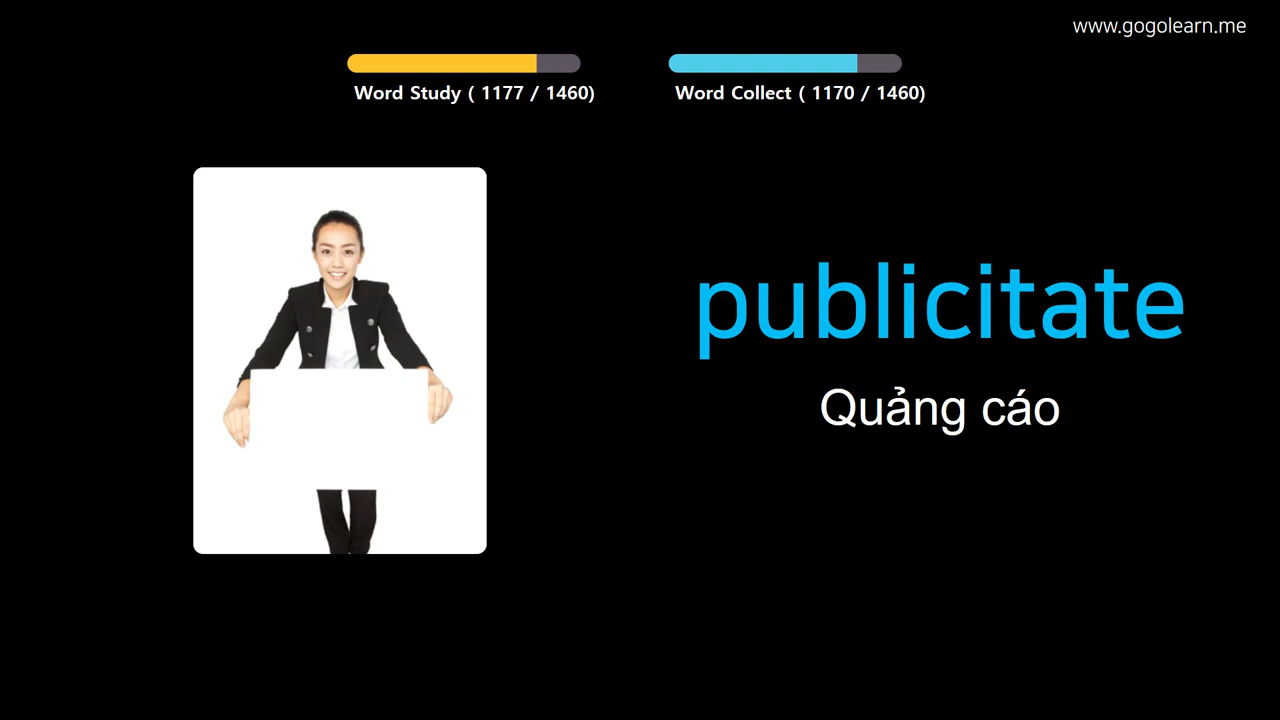 www.gogolearn.me
Word Study ( 1177 / 1460)
Word Collect ( 1170 / 1460)
publicitate
Quảng cáo